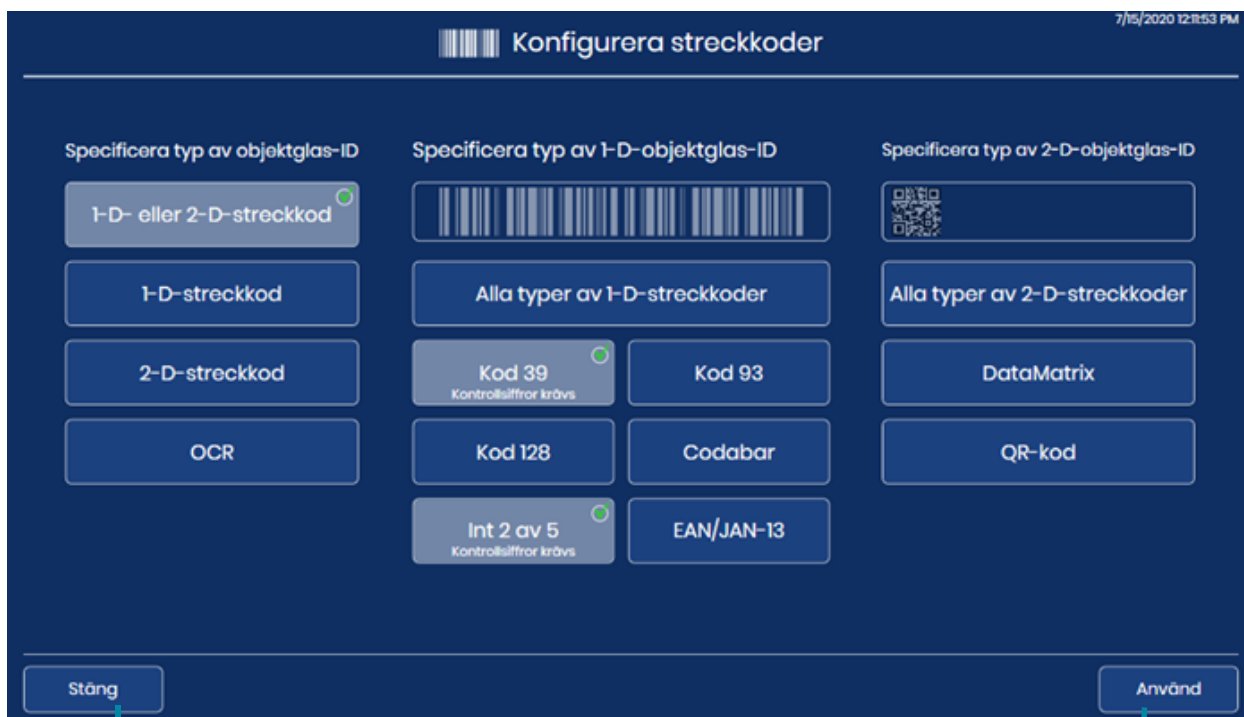 7/15/2020 12:11:53 PM
Konfigurera streckkoder
Specificera typ av objektglas-ID
1-D- eller 2-D-streckkod
1-D-streckkod
2-D-streckkod
OCR
Specificera typ av 1-D-objektglas-ID
Alla typer av 1-D-streckkoder
Kod 39
Kontrollsiffror krävs
Kod 93
Kod 128
Codabar
Int 2 av 5
Kontrollsiffror krävs
EAN/JAN-13
Specificera typ av 2-D-objektglas-ID
Alla typer av 2-D-streckkoder
DataMatrix
QR-kod
Stäng
Använd